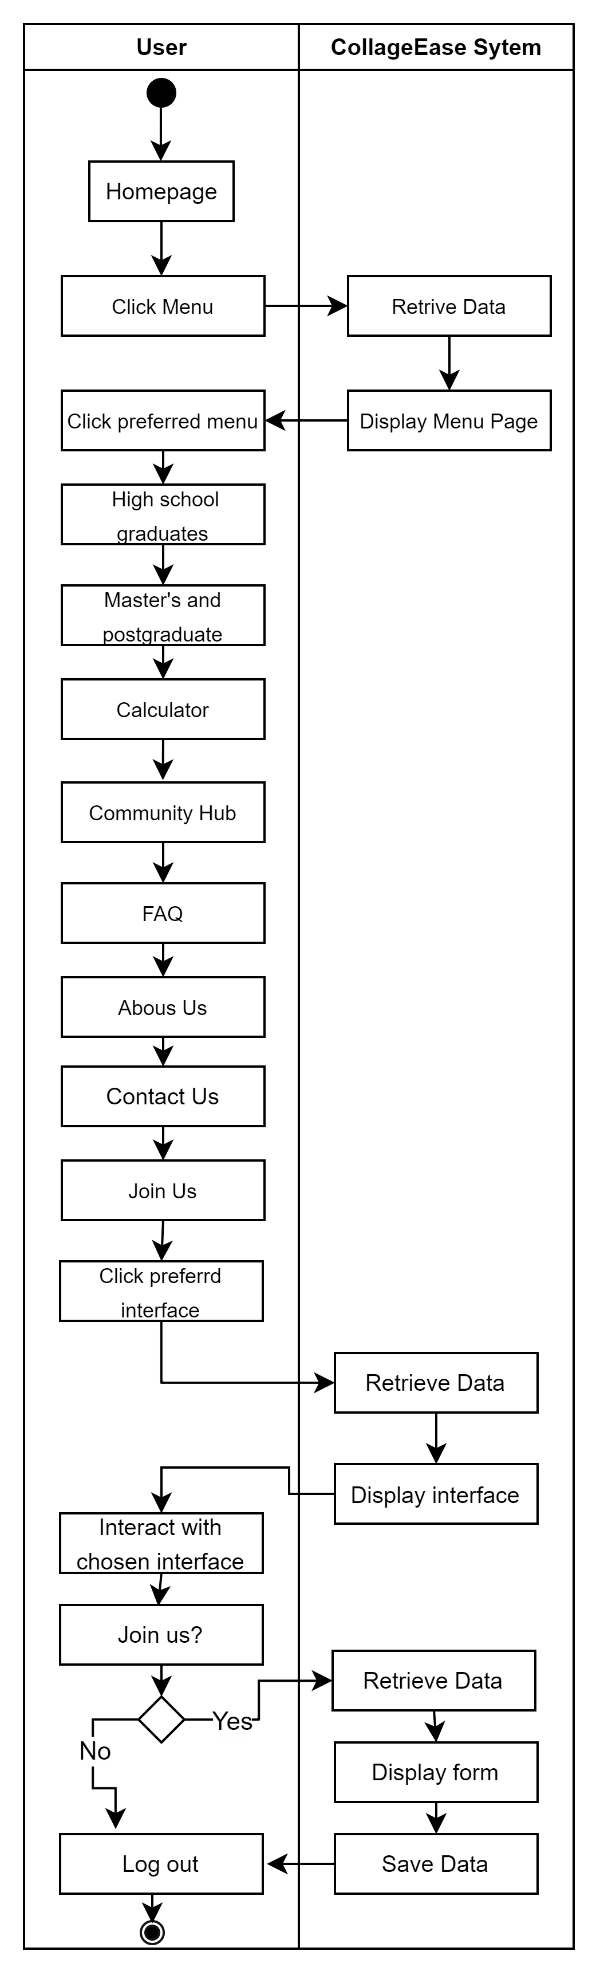 User
CollageEase Sytem
Homepage
Click Menu
Retrive Data
Click preferred menu
Display Menu Page
High school
graduates
Master's and
postgraduate
Calculator
Community Hub
FAQ
Abous Us
Contact Us
Join Us
Click preferrd
interface
Retrieve Data
Display interface
Interact with
chosen interface
Join us?
Retrieve Data
Yes
No
Display form
Log out
Save Data